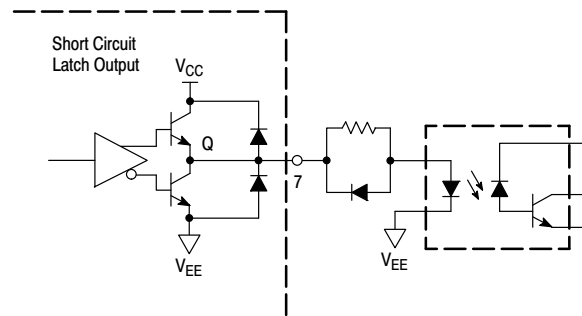 Short Circuit
Latch Output
VCC
Q
7
VEE
VEE